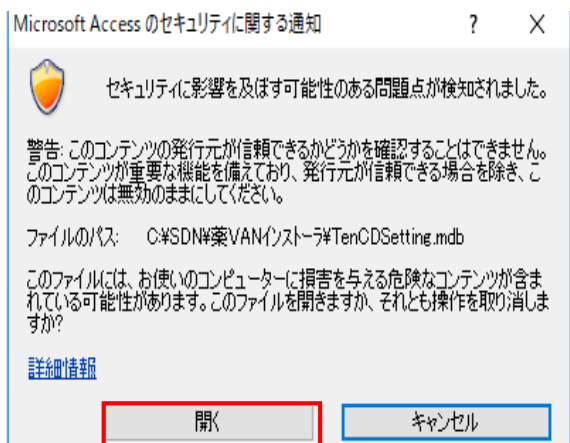 Microsoft Access のセキュリティに関する通知 ? X
セキュリティに影響を及ぼす可能性のある問題点が検知されました。
警告: このコンテンツの発行元が信頼できるかどうかを確認することはできません。
このコンテンツが重要な機能を備えており、発行元が信頼できる場合を除き、こ
のコンテンツは無効のままにしてください。
ファイルのパス: C:¥SDN¥薬VANインストーラ¥TenCDSetting.mdb
このファイルには、お使いのコンピューターに損害を与える危険なコンテンツが含ま
れている可能性があります。このファイルを開きますか、それとも操作を取り消しま
すか?
詳細情報
開く キャンセル